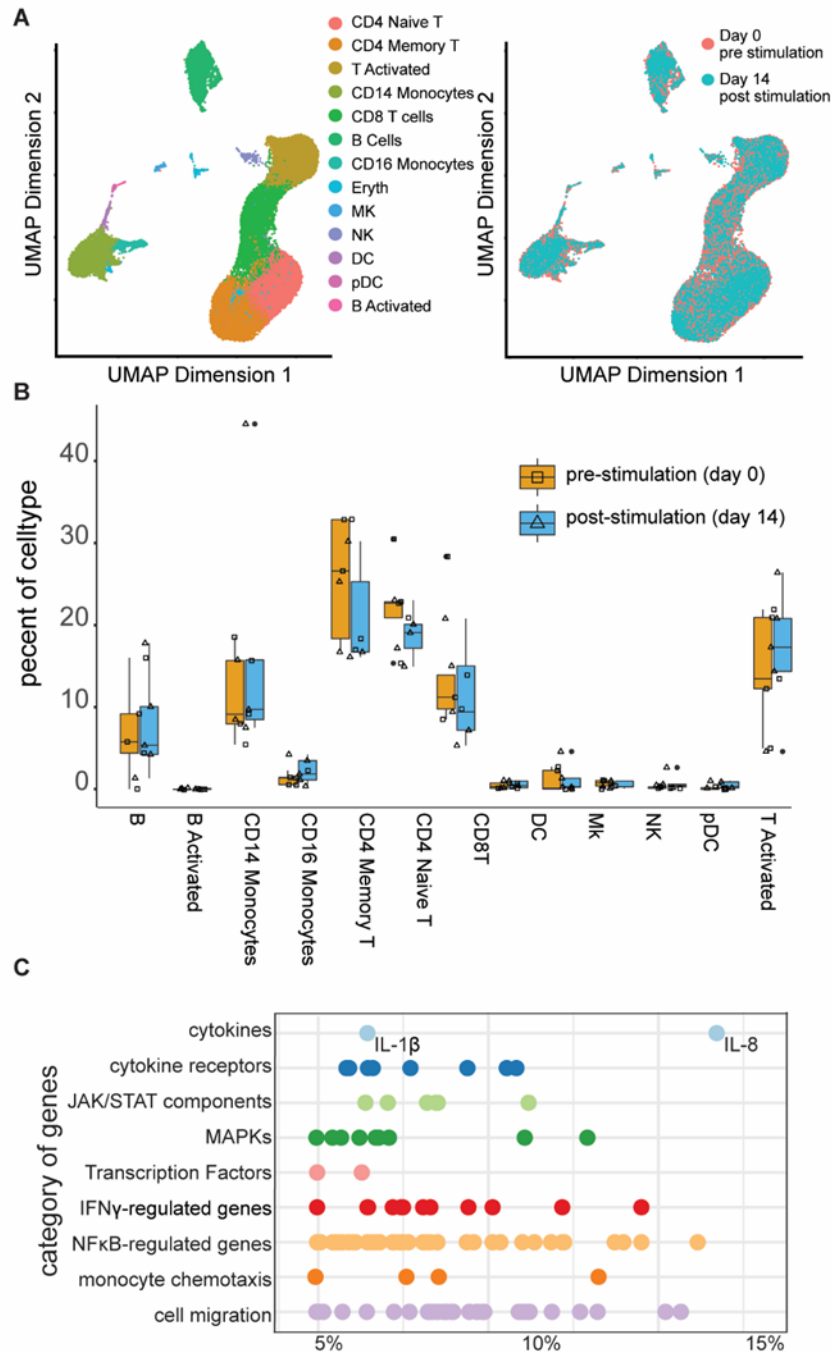 A
UMAP Dimension 2
UMAP Dimension 1
CD4 Naive T
CD4 Memory T
T Activated
CD14 Monocytes
CD8 T cells
B Cells
CD16 Monocytes
Eryth
MK
NK
DC
pDC
B Activated
UMAP Dimension 2
UMAP Dimension 1
Day 0
pre stimulation
Day 14
post stimulation
B
pecent of celltype
40
30
20
10
0
pre-stimulation (day 0)
post-stimulation (day 14)
B
B Activated
CD14 Monocytes
CD16 Monocytes
CD4 Memory T
CD4 Naive T
CD8T
DC
Mk
NK
pDC
T Activated
C
category of genes
cytokines
cytokine receptors
JAK/STAT components
MAPKs
Transcription Factors
IFNγ-regulated genes
NFκB-regulated genes
monocyte chemotaxis
cell migration
IL-1β
IL-8
5%
10%
15%